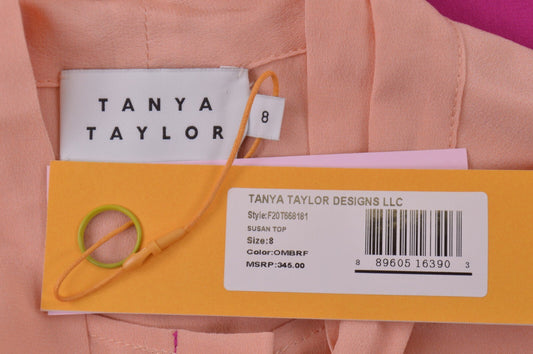 TANYA
TAYLOR
8
TANYA TAYLOR DESIGNS LLC
Style:F20T668181
SUSAN TOP
Size:8
Color:OMBRF
MSRP:345.00
8 89605 16390 3